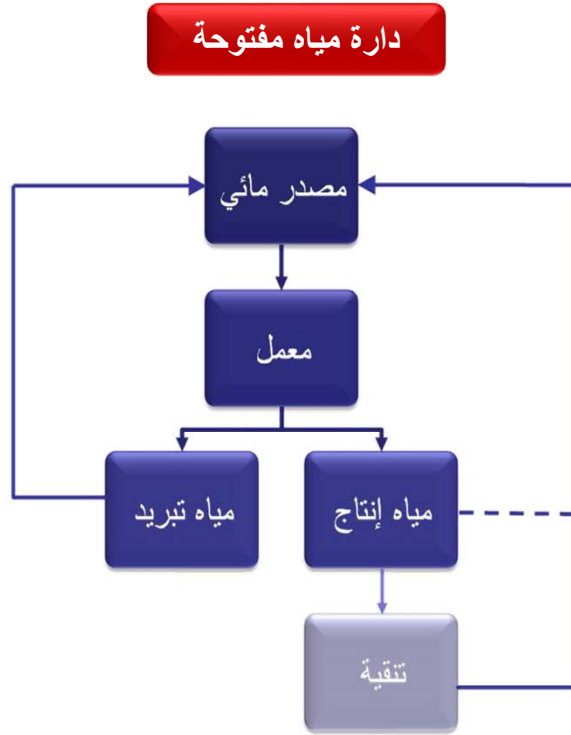 دارة مياه مفتوحة
مصدر مائي
معمل
مياه إنتاج
مياه تبريد
تنقية